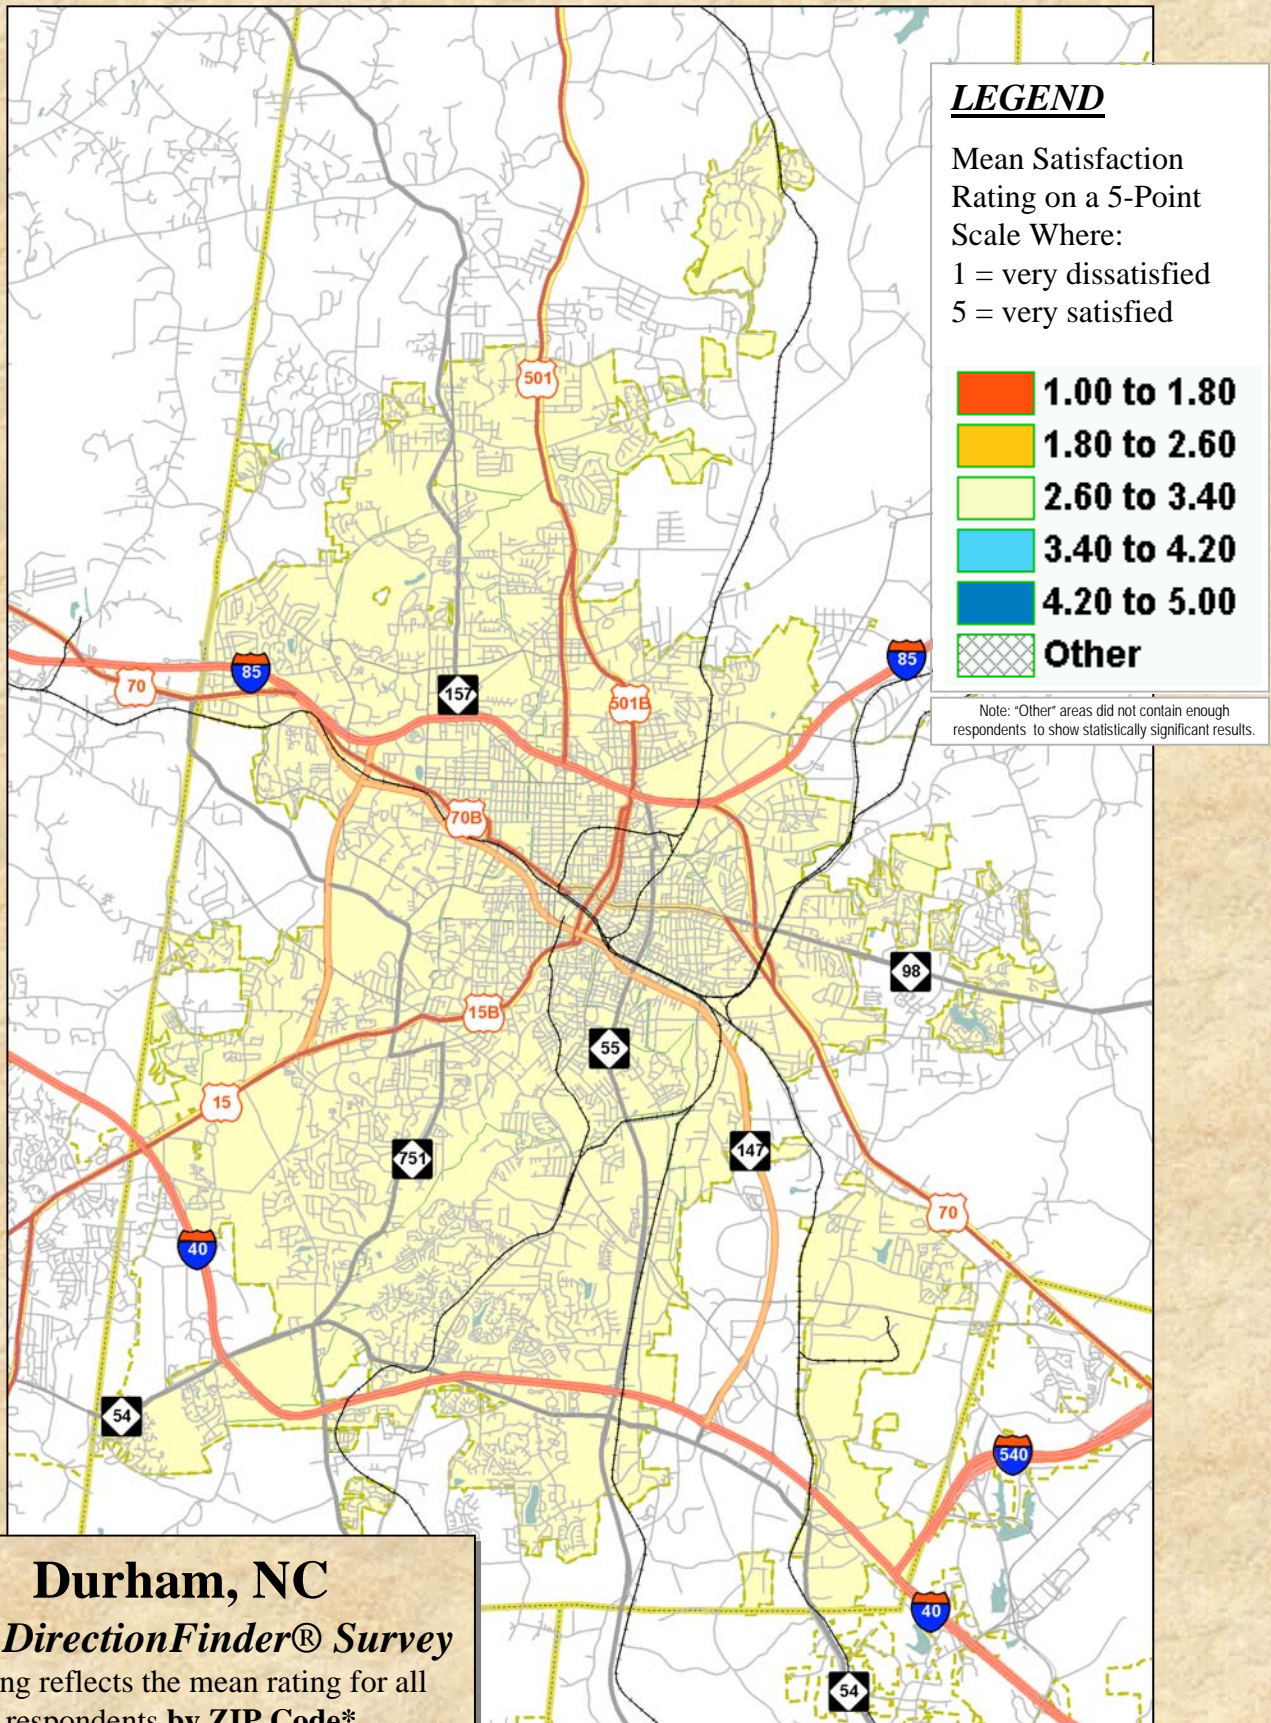 LEGEND
Mean Satisfaction
Rating on a 5-Point
Scale Where:
1 = very dissatisfied
5 = very satisfied
1.00 to 1.80
1.80 to 2.60
2.60 to 3.40
3.40 to 4.20
4.20 to 5.00
Other
Note: "Other" areas did not contain enough
respondents to show statistically significant results.
501
85
85
70
157
501B
70B
98
15B
55
15
751
147
70
40
54
540
40
54
Durham, NC
DirectionFinder® Survey
ng reflects the mean rating for all
respondents by ZIP Code*